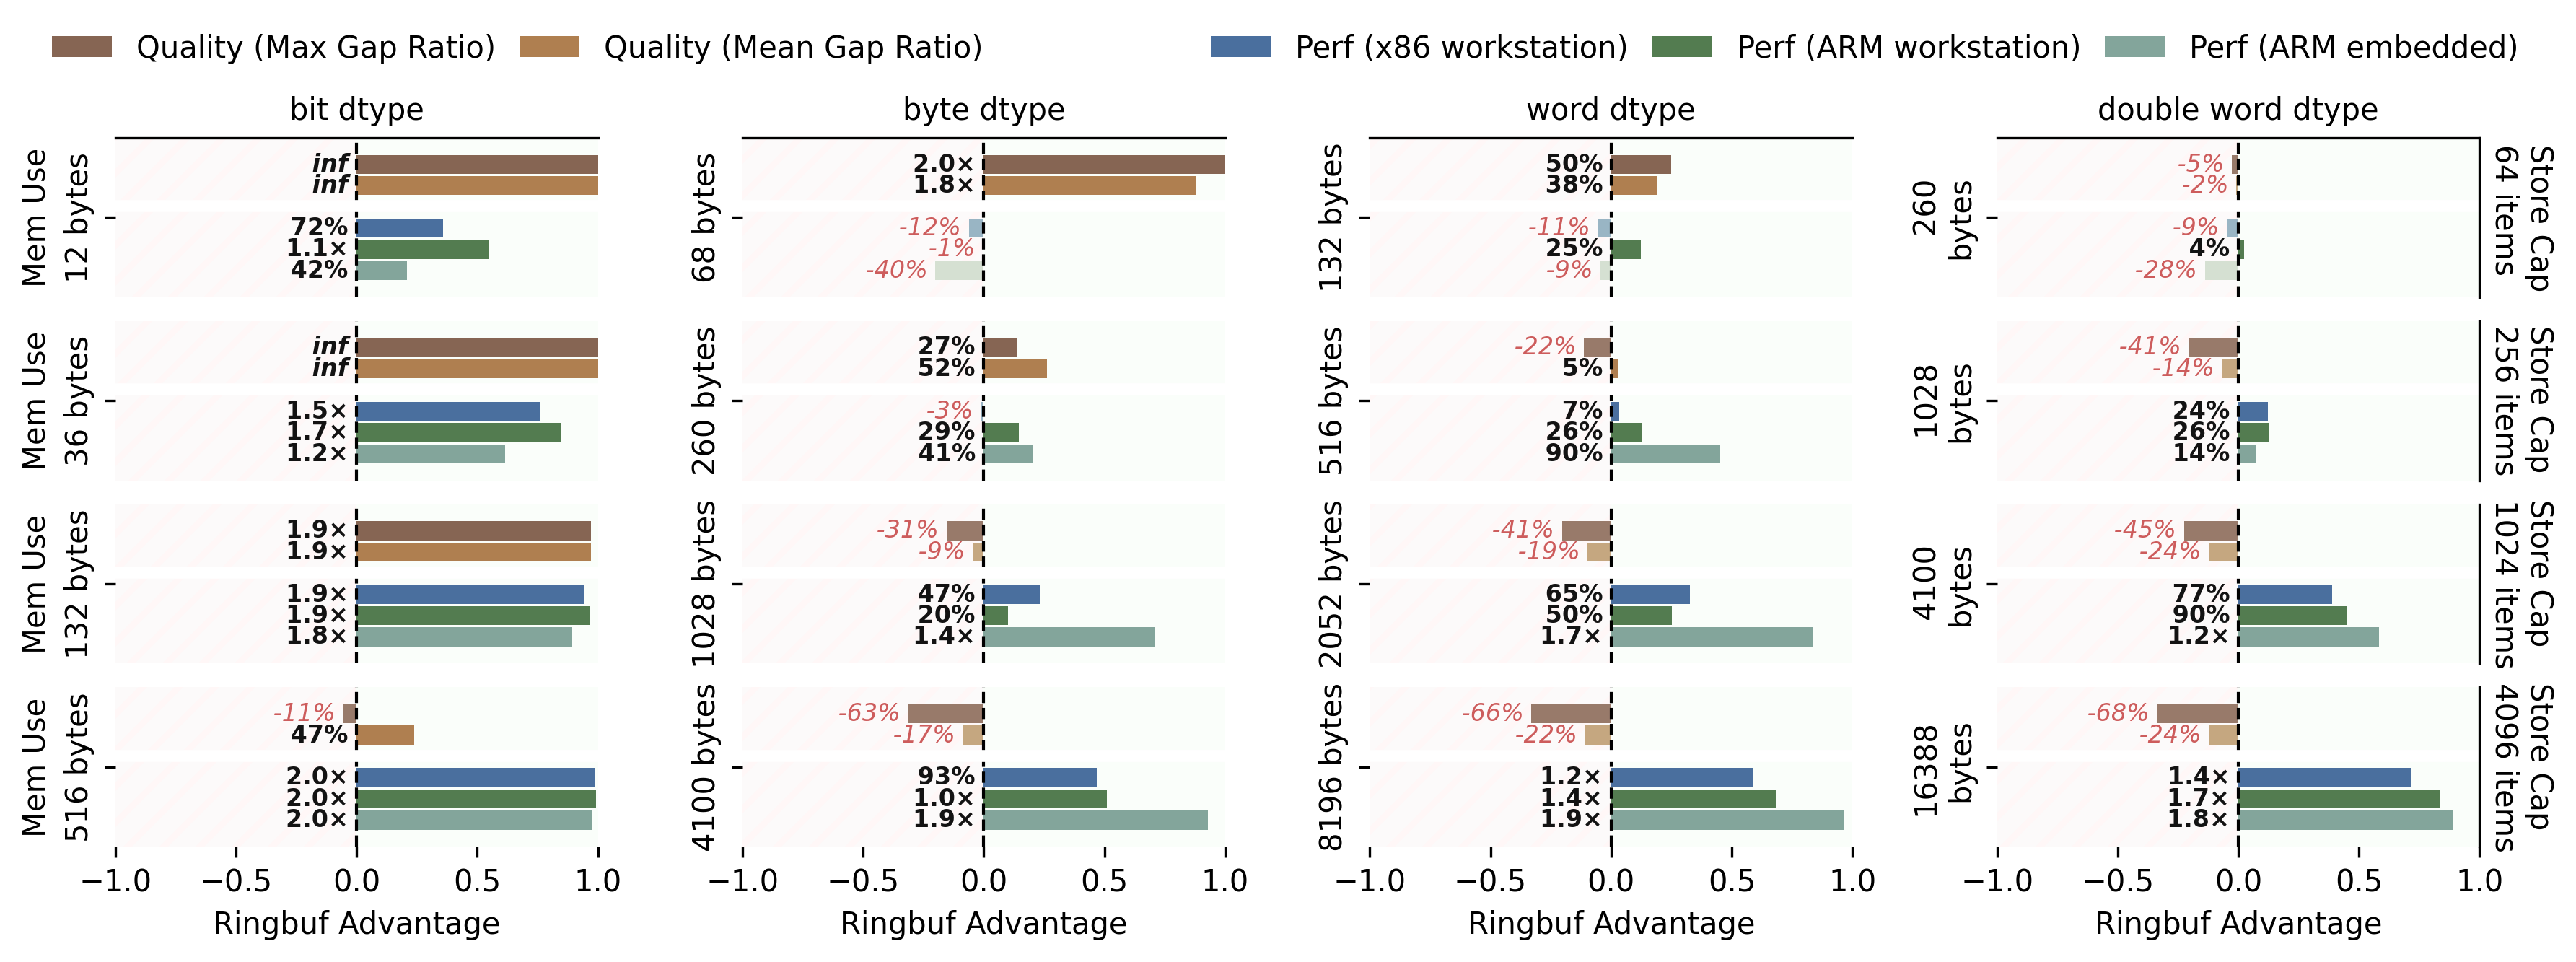 Quality (Max Gap Ratio) Quality (Mean Gap Ratio) Perf (x86 workstation) Perf (ARM workstation) Perf (ARM embedded)
bit dtype byte dtype word dtype double word dtype
Mem Use
12 bytes
inf
inf
72%
1.1×
42%
68 bytes
2.0×
1.8×
-12%
-1%
-40%
132 bytes
50%
38%
-11%
25%
-9%
260
bytes
-5%
-2%
-9%
4%
-28%
Store Cap
64 items
Mem Use
36 bytes
inf
inf
1.5×
1.7×
1.2×
260 bytes
27%
52%
-3%
29%
41%
516 bytes
-22%
5%
7%
26%
90%
1028
bytes
-41%
-14%
24%
26%
14%
Store Cap
256 items
Mem Use
132 bytes
1.9×
1.9×
1.9×
1.9×
1.8×
1028 bytes
-31%
-9%
47%
20%
1.4×
2052 bytes
-41%
-19%
65%
50%
1.7×
4100
bytes
-45%
-24%
77%
90%
1.2×
Store Cap
1024 items
Mem Use
516 bytes
-11%
47%
2.0×
2.0×
2.0×
4100 bytes
-63%
-17%
93%
1.0×
1.9×
8196 bytes
-66%
-22%
1.2×
1.4×
1.9×
16388
bytes
-68%
-24%
1.4×
1.7×
1.8×
Store Cap
4096 items
−1.0 −0.5 0.0 0.5 1.0 −1.0 −0.5 0.0 0.5 1.0 −1.0 −0.5 0.0 0.5 1.0 −1.0 −0.5 0.0 0.5 1.0
Ringbuf Advantage Ringbuf Advantage Ringbuf Advantage Ringbuf Advantage